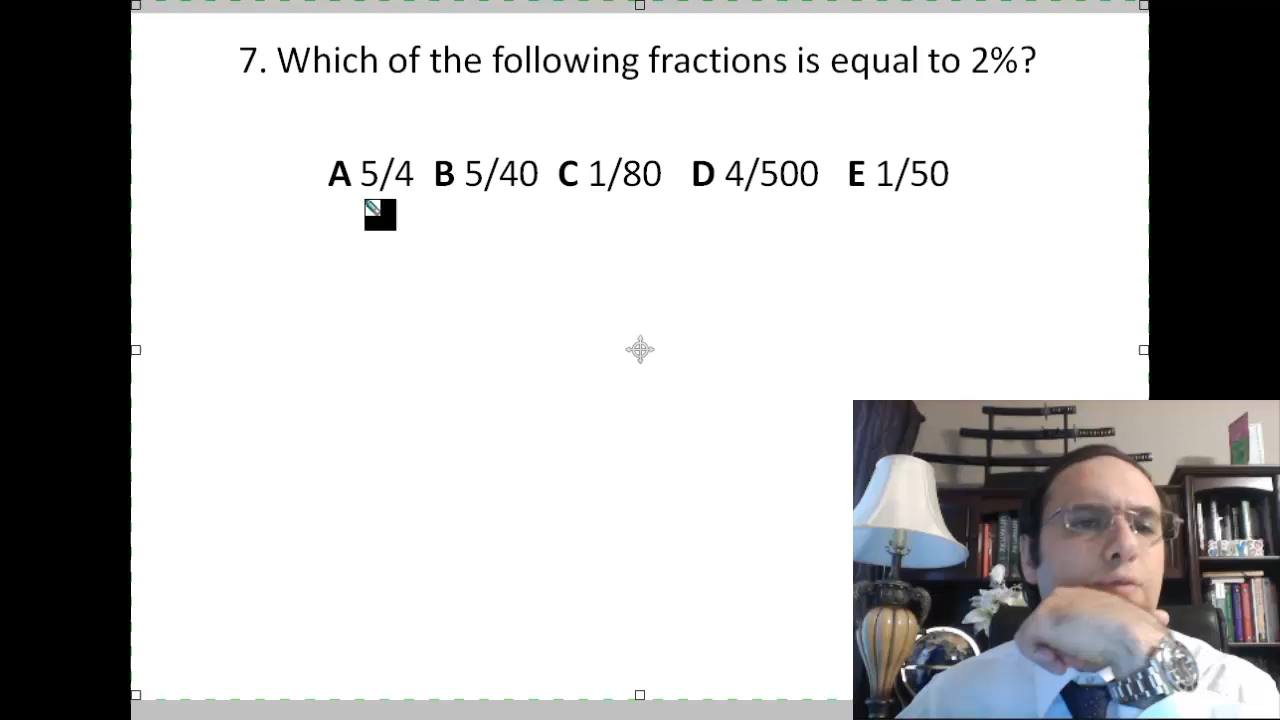 7. Which of the following fractions is equal to 2%?
A 5/4 B 5/40 C 1/80 D 4/500 E 1/50